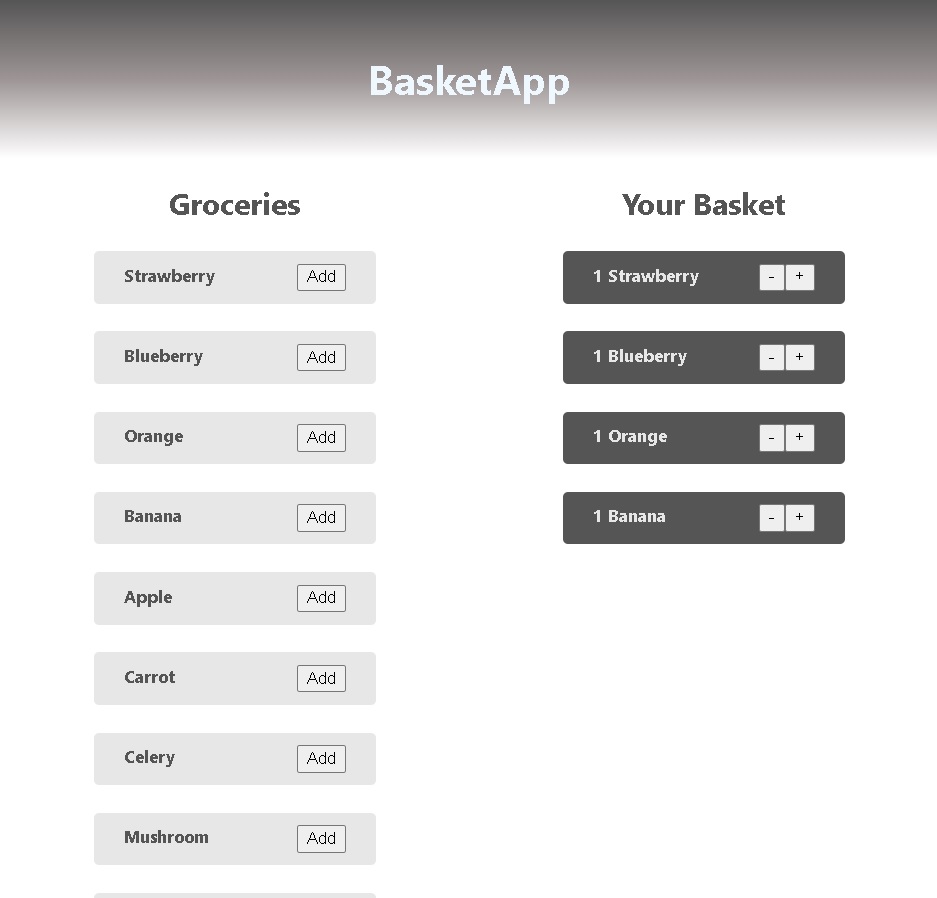 BasketApp
Groceries
Strawberry Add
Blueberry Add
Orange Add
Banana Add
Apple Add
Carrot Add
Celery Add
Mushroom Add
Your Basket
1 Strawberry - +
1 Blueberry - +
1 Orange - +
1 Banana - +